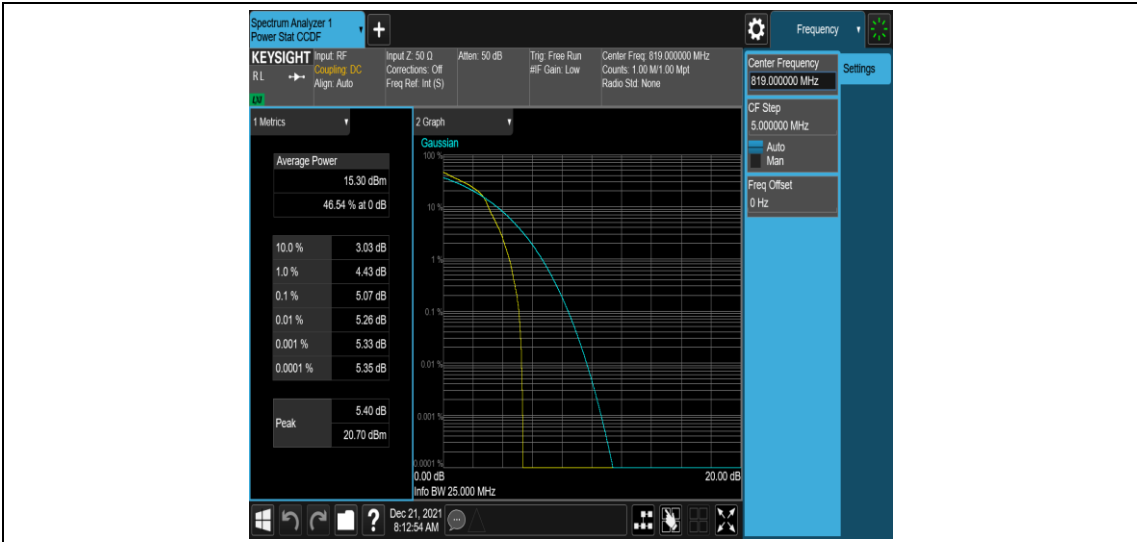 Spectrum Analyzer 1
Power Stat CCDF
+
Frequency
KEYSIGHT
RL
LXI
Input: RF
Coupling: DC
Align: Auto
Input Z: 50 Ω
Corrections: Off
Freq Ref: Int (S)
Atten: 50 dB
Trig: Free Run
#IF Gain: Low
Center Freq: 819.000000 MHz
Counts: 1.00 M/1.00 Mpt
Radio Std: None
Center Frequency
819.000000 MHz
Settings
CF Step
5.000000 MHz
Auto
Man
Freq Offset
0 Hz
1 Metrics
Average Power
15.30 dBm
46.54 % at 0 dB
10.0 % 3.03 dB
1.0 % 4.43 dB
0.1 % 5.07 dB
0.01 % 5.26 dB
0.001 % 5.33 dB
0.0001 % 5.35 dB
Peak
5.40 dB
20.70 dBm
2 Graph
Gaussian
100 %
10 %
1 %
0.1 %
0.01 %
0.001 %
0.0001 %
0.00 dB 20.00 dB
Info BW 25.000 MHz
?
Dec 21, 2021
8:12:54 AM